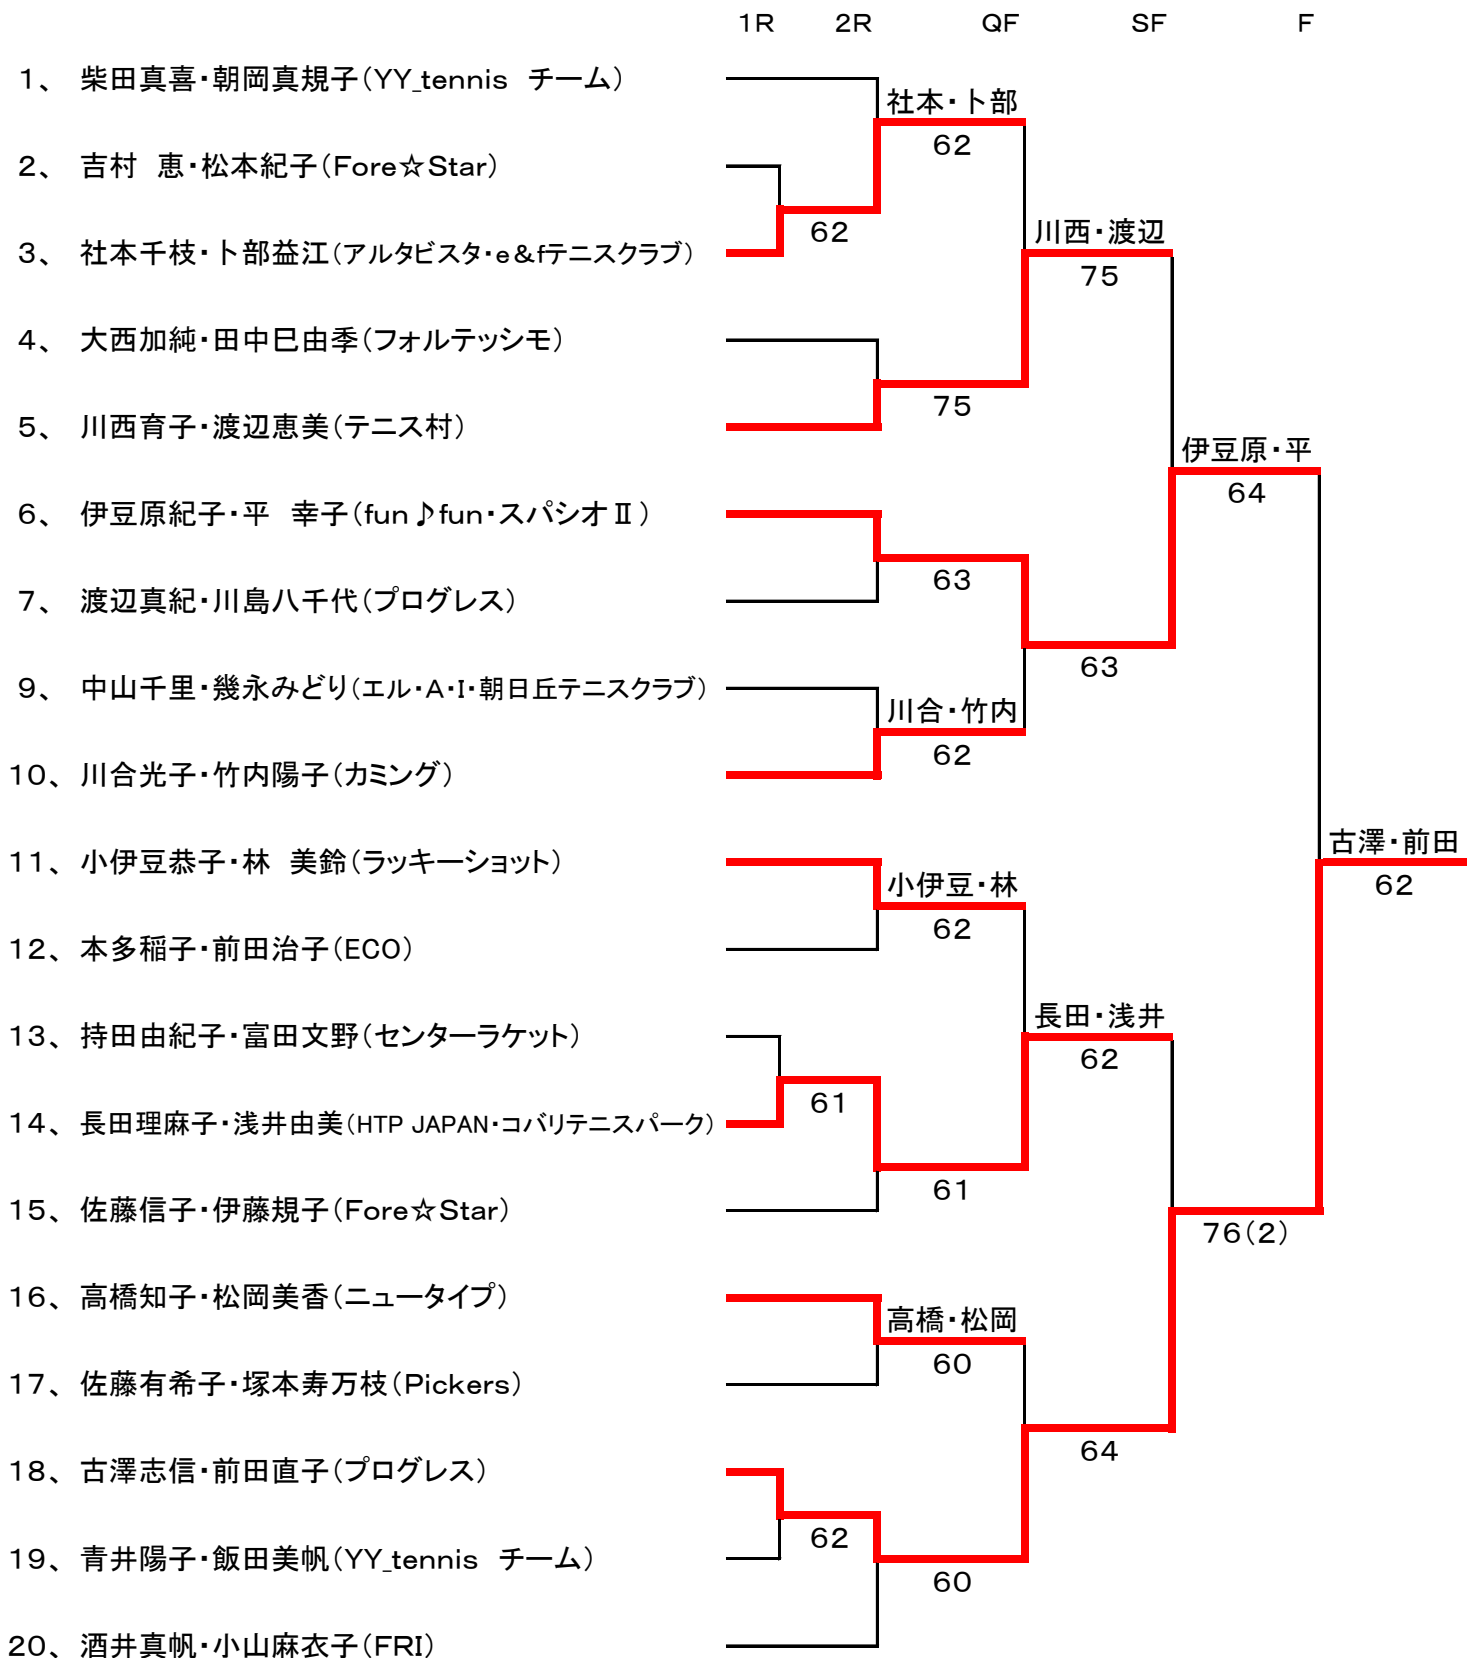 1R 2R QF SF F
1、 柴田真喜・朝岡真規子(YY_tennis チーム)
社本・卜部
62
2、 吉村 恵・松本紀子(Fore☆Star)
62
3、 社本千枝・卜部益江(アルタビスタ・e&fテニスクラブ)
川西・渡辺
75
4、 大西加純・田中巳由季(フォルテッシモ)
75
5、 川西育子・渡辺恵美(テニス村)
伊豆原・平
64
6、 伊豆原紀子・平 幸子(fun♪fun・スパシオⅡ)
63
7、 渡辺真紀・川島八千代(プログレス)
63
9、 中山千里・幾永みどり(エル・A・I・朝日丘テニスクラブ)
川合・竹内
62
10、 川合光子・竹内陽子(カミング)
古澤・前田
62
11、 小伊豆恭子・林 美鈴(ラッキーショット)
小伊豆・林
62
12、 本多稲子・前田治子(ECO)
13、 持田由紀子・富田文野(センターラケット)
長田・浅井
62
61
14、 長田理麻子・浅井由美(HTP JAPAN・コバリテニスパーク)
61
15、 佐藤信子・伊藤規子(Fore☆Star)
76(2)
16、 高橋知子・松岡美香(ニュータイプ)
高橋・松岡
60
17、 佐藤有希子・塚本寿万枝(Pickers)
64
18、 古澤志信・前田直子(プログレス)
62
19、 青井陽子・飯田美帆(YY_tennis チーム)
60
20、 酒井真帆・小山麻衣子(FRI)